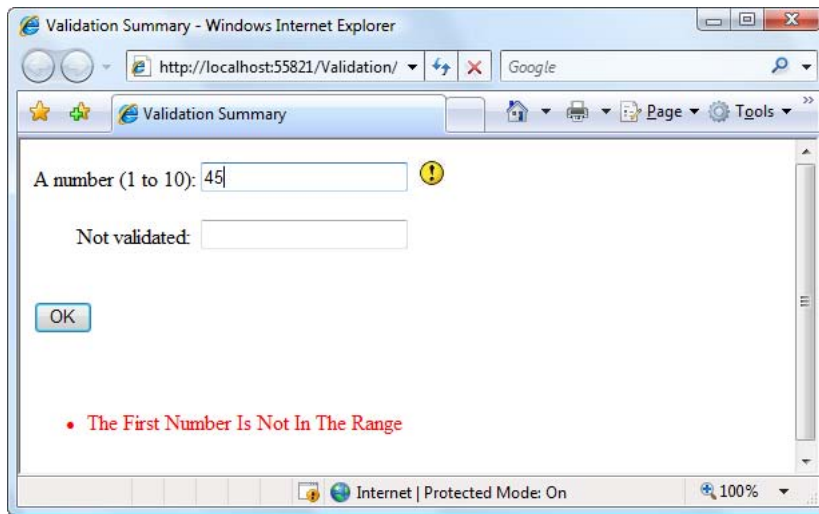 Validation Summary - Windows Internet Explorer
http://localhost:55821/Validation/
Google
Validation Summary
Page
Tools
A number (1 to 10): 45
Not validated:
OK
• The First Number Is Not In The Range
Internet | Protected Mode: On
100%